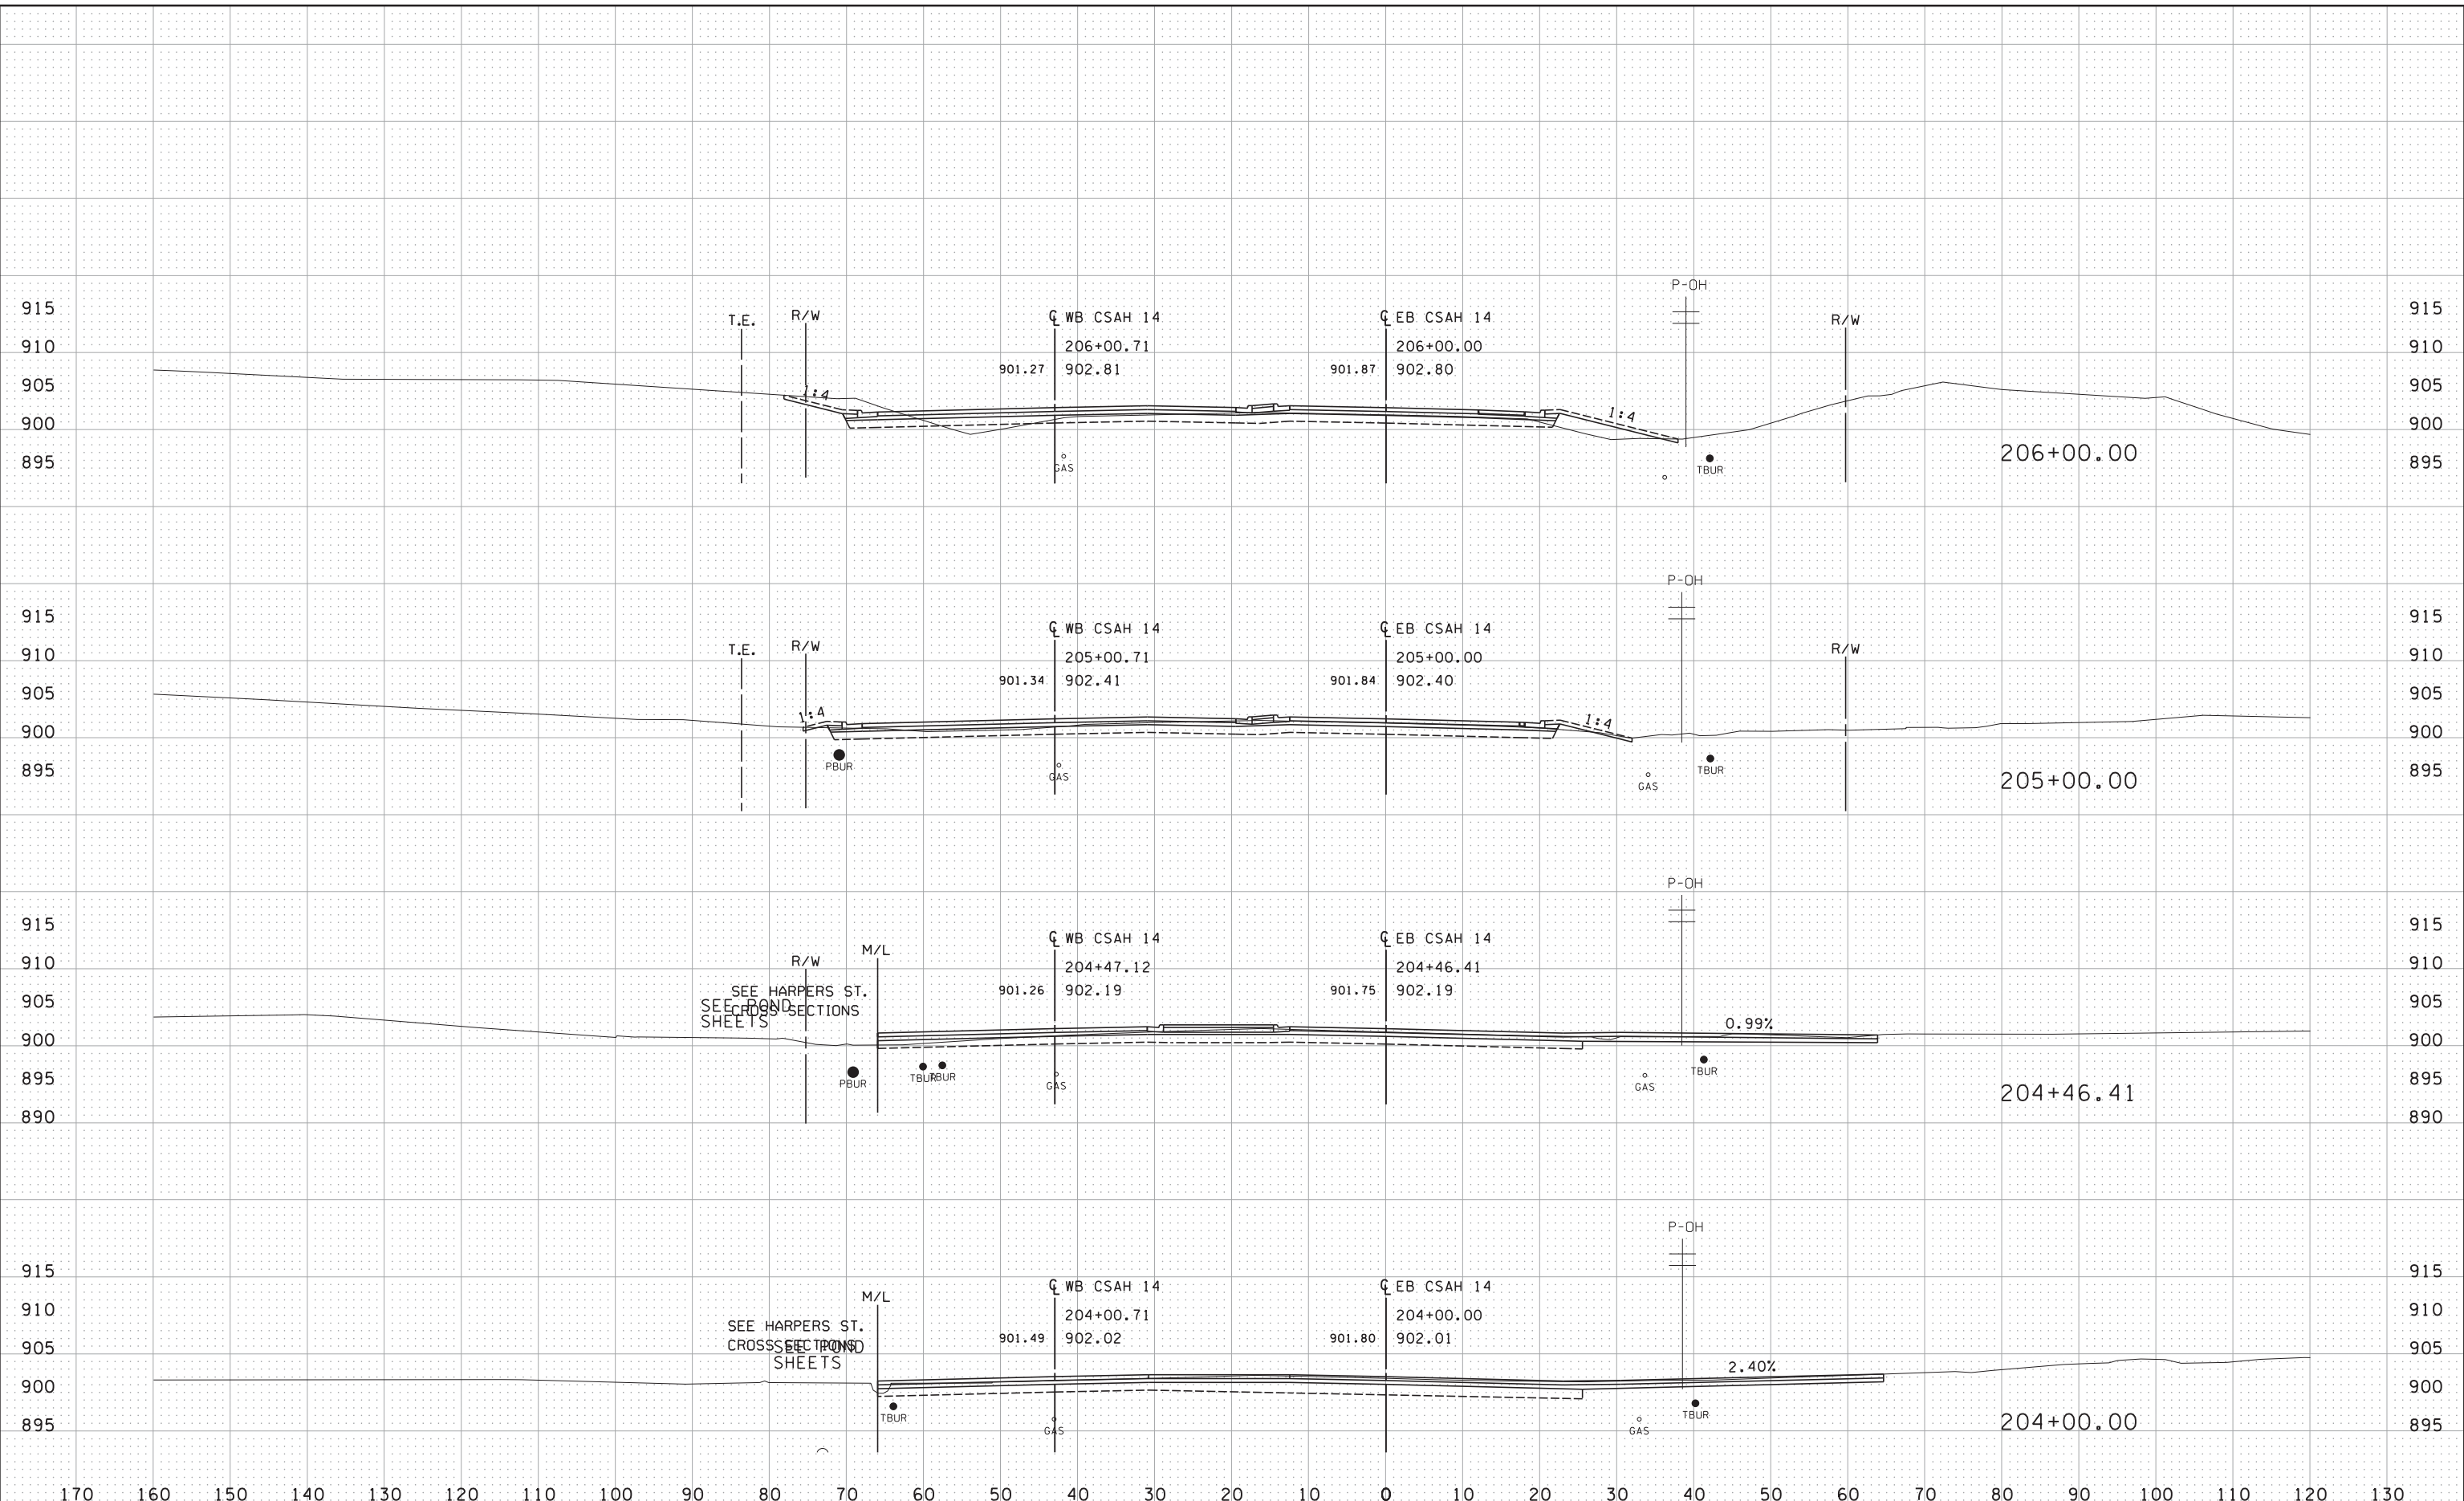 P-OH
915 R/W ℄ WB CSAH 14 ℄ EB CSAH 14 915
T.E. R/W
910 206+00.71 206+00.00 910
901.27 902.81 901.87 902.80
905 1:4 905
1:4
900 900
206+00.00
895 GAS TBUR 895
P-OH
915 ℄ WB CSAH 14 ℄ EB CSAH 14 915
T.E. R/W R/W
910 205+00.71 205+00.00 910
901.34 902.41 901.84 902.40
905 905
1:4 1:4
900 900
895 PBUR GAS GAS TBUR 895
205+00.00
P-OH
915 ℄ WB CSAH 14 ℄ EB CSAH 14 915
M/L
910 R/W 204+47.12 204+46.41 910
SEE HARPERS ST. 901.26 902.19 901.75 902.19
905 SEE POND 905
CROSS SECTIONS
SHEETS
0.99%
900 900
895 PBUR TBUR TBUR GAS GAS TBUR 895
204+46.41
890 890
P-OH
915 ℄ WB CSAH 14 ℄ EB CSAH 14 915
M/L
910 204+00.71 204+00.00 910
SEE HARPERS ST.
901.49 902.02 901.80 902.01
905 CROSS SECTIONS 905
SEE POND
SHEETS
2.40%
900 900
TBUR TBUR
895 GAS GAS 204+00.00 895
170 160 150 140 130 120 110 100 90 80 70 60 50 40 30 20 10 0 10 20 30 40 50 60 70 80 90 100 110 120 130